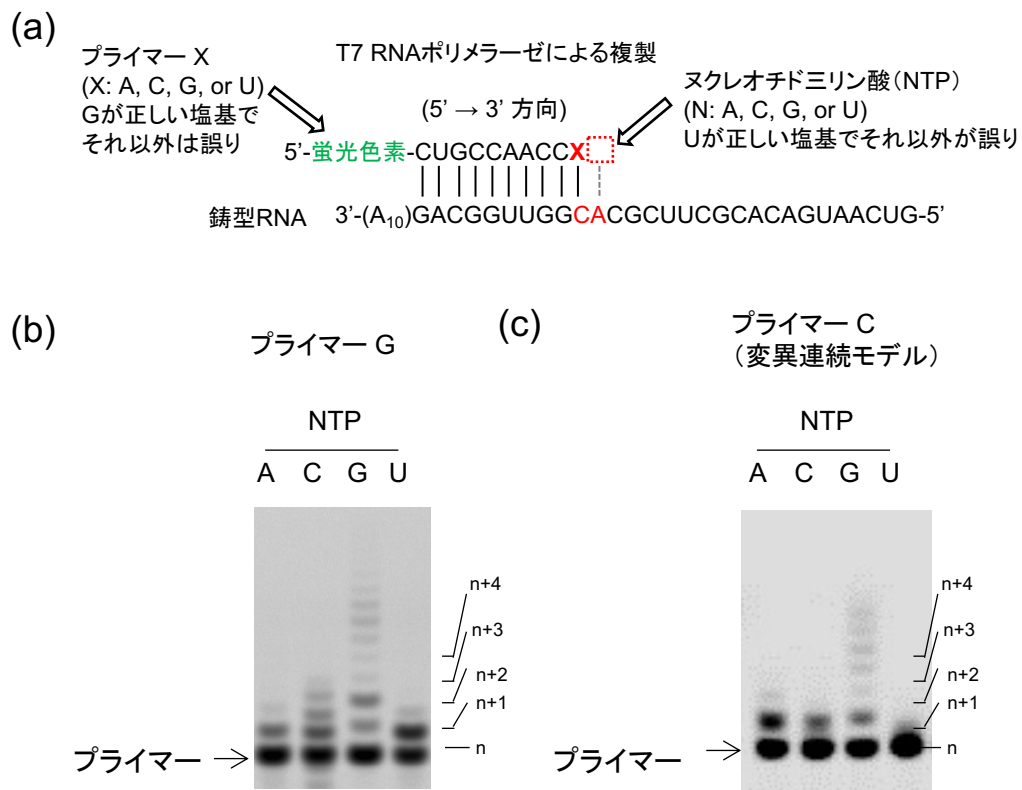 (a)
プライマー X
(X: A, C, G, or U)
Gが正しい塩基で
それ以外は誤り
T7 RNAポリメラーゼによる複製
(5’ → 3’ 方向)
ヌクレオチド三リン酸(NTP)
(N: A, C, G, or U)
Uが正しい塩基でそれ以外が誤り
5’-蛍光色素-CUGCCAACCX
鋳型RNA 3’-(A10)GACGGUUGGCACGCUUCGCACAGUAACUG-5’
(b)
プライマー G
NTP
A C G U
n+4
n+3
n+2
n+1
n
プライマー
(c)
プライマー C
(変異連続モデル)
NTP
A C G U
n+4
n+3
n+2
n+1
n
プライマー